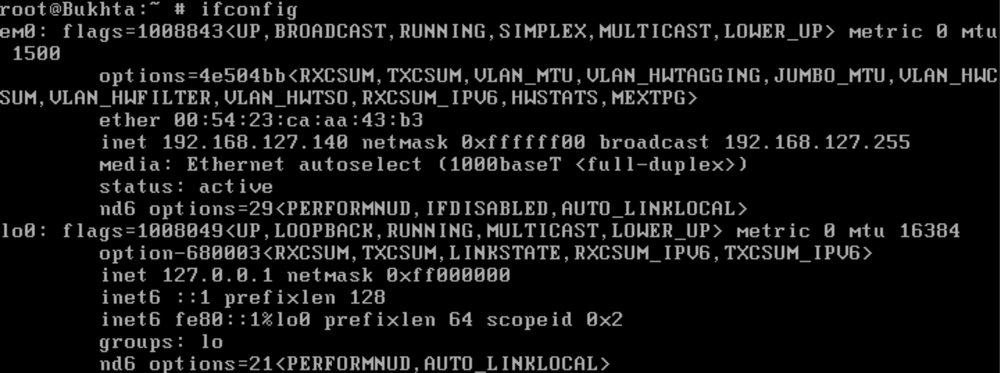 root@Bukhta:~ # ifconfig
em0: flags=1008843<UP,BROADCAST,RUNNING,SIMPLEX,MULTICAST,LOWER_UP> metric 0 mtu
 1500
        options=4e504bb<RXCSUM,TXCSUM,VLAN_MTU,VLAN_HWTAGGING,JUMBO_MTU,VLAN_HWC
SUM,VLAN_HWFILTER,VLAN_HWTSO,RXCSUM_IPV6,HWSTATS,MEXTPG>
        ether 00:54:23:ca:aa:43:b3
        inet 192.168.127.140 netmask 0xffffff00 broadcast 192.168.127.255
        media: Ethernet autoselect (1000baseT <full-duplex>)
        status: active
        nd6 options=29<PERFORMNUD,IFDISABLED,AUTO_LINKLOCAL>
lo0: flags=1008049<UP,LOOPBACK,RUNNING,MULTICAST,LOWER_UP> metric 0 mtu 16384
        option-680003<RXCSUM,TXCSUM,LINKSTATE,RXCSUM_IPV6,TXCSUM_IPV6>
        inet 127.0.0.1 netmask 0xff000000
        inet6 ::1 prefixlen 128
        inet6 fe80::1%lo0 prefixlen 64 scopeid 0x2
        groups: lo
        nd6 options=21<PERFORMNUD,AUTO_LINKLOCAL>